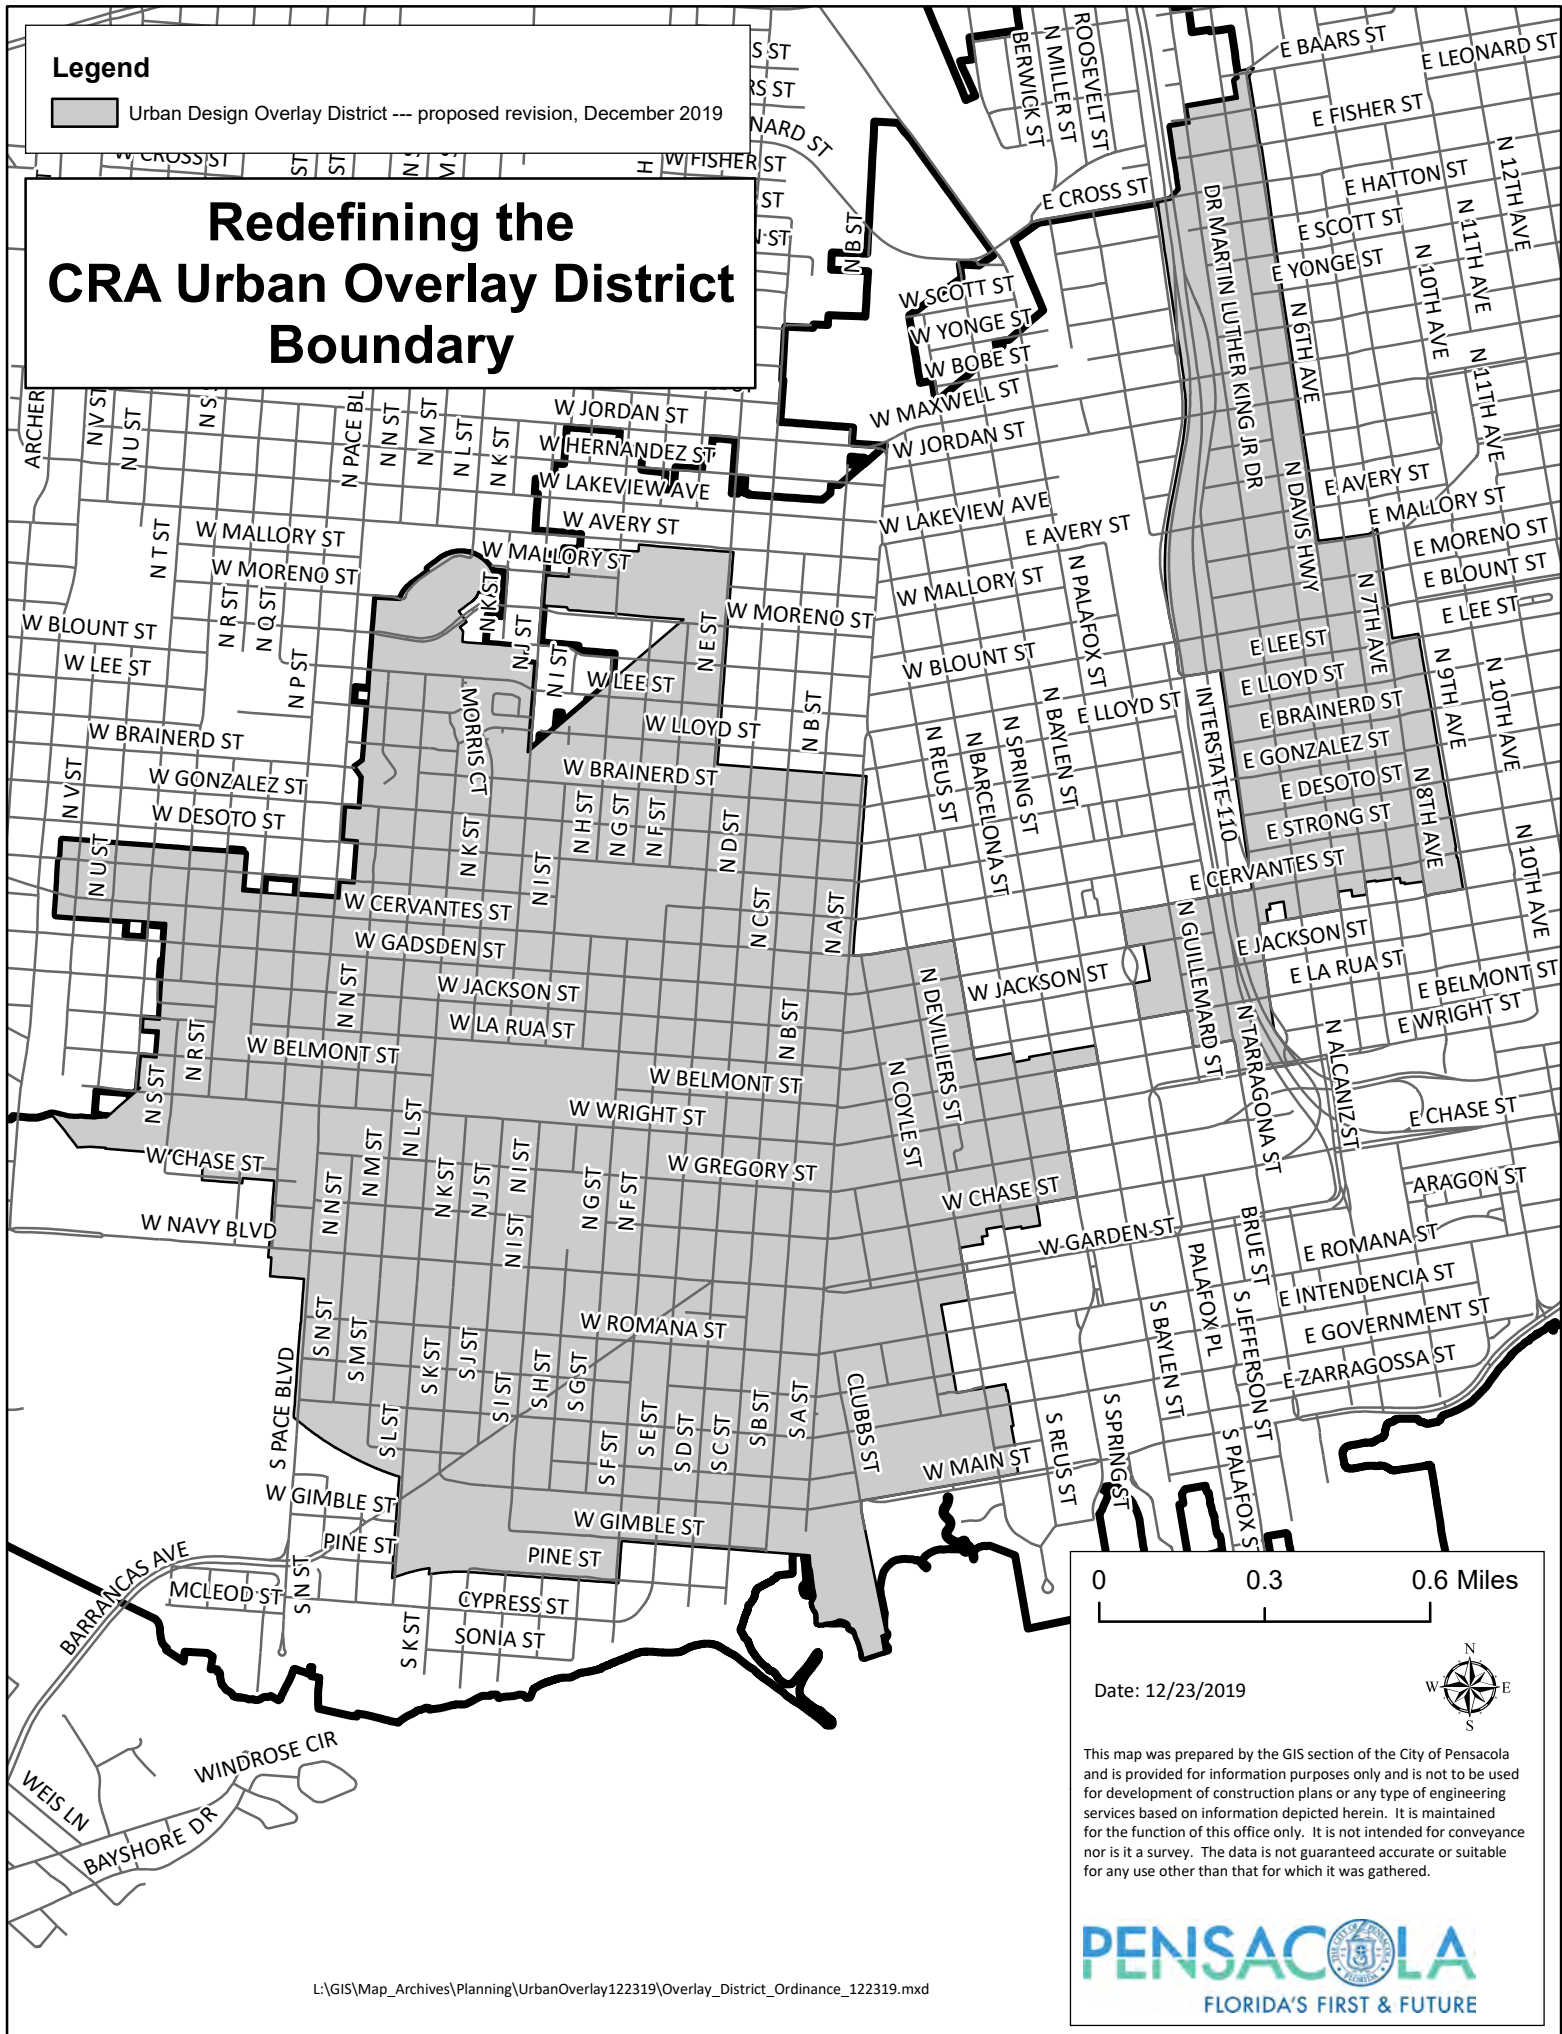 Legend
Urban Design Overlay District --- proposed revision, December 2019
Redefining the
CRA Urban Overlay District
Boundary
S ST
RS ST
NARD ST
W CROSS ST
W FISHER ST
ST
N ST
N B ST
BERWICK ST
N MILLER ST
ROOSEVELT ST
E BAARS ST
E LEONARD ST
E FISHER ST
E CROSS ST
E HATTON ST
N 12TH AVE
E SCOTT ST
N 11TH AVE
E YONGE ST
N 10TH AVE
DR MARTIN LUTHER KING JR DR
N 6TH AVE
W SCOTT ST
W YONGE ST
W BOBE ST
W MAXWELL ST
N 11TH AVE
ARCHER
N V ST
N U ST
N S
N PACE BL
N N ST
N M ST
N L ST
N K ST
W JORDAN ST
W HERNANDEZ ST
W LAKEVIEW AVE
W JORDAN ST
W AVERY ST
W LAKEVIEW AVE
E AVERY ST
N DAVIS HWY
E AVERY ST
E MALLORY ST
E MORENO ST
E BLOUNT ST
E LEE ST
N T ST
W MALLORY ST
W MALLORY ST
W MORENO ST
N R ST
N Q ST
N K ST
N J ST
N I ST
W MORENO ST
W MALLORY ST
N PALAFOX ST
N 7TH AVE
W BLOUNT ST
W LEE ST
N P ST
W LEE ST
N E ST
W BLOUNT ST
E LEE ST
N 9TH AVE
N 10TH AVE
W BRAINERD ST
MORRIS CT
W LLOYD ST
N B ST
N REUS ST
N BARCELONA ST
N SPRING ST
N BAYLEN ST
E LLOYD ST
INTERSTATE 110
E LLOYD ST
E BRAINERD ST
N V ST
W GONZALEZ ST
W BRAINERD ST
E GONZALEZ ST
W DESOTO ST
N H ST
N G ST
N F ST
N D ST
E DESOTO ST
N 8TH AVE
N U ST
N K ST
N I ST
E STRONG ST
E CERVANTES ST
N 10TH AVE
W CERVANTES ST
N C ST
N A ST
N GUILLEMARD ST
W GADSDEN ST
E JACKSON ST
N N ST
W JACKSON ST
N DEVILLIERS ST
W JACKSON ST
E LA RUA ST
E BELMONT ST
W LA RUA ST
N B ST
E WRIGHT ST
N R ST
W BELMONT ST
W BELMONT ST
N COYLE ST
N TARRAGONA ST
N ALCANIZ ST
N S ST
N L ST
W WRIGHT ST
E CHASE ST
W CHASE ST
N M ST
N N ST
N K ST
N J ST
N I ST
N G ST
N F ST
W GREGORY ST
W CHASE ST
ARAGON ST
W NAVY BLVD
N I ST
W GARDEN ST
PALAFOX PL
BRUE ST
E ROMANA ST
E INTENDENCIA ST
S N ST
S M ST
S K ST
S J ST
W ROMANA ST
S BAYLEN ST
S JEFFERSON ST
E GOVERNMENT ST
E ZARRAGOSSA ST
S PACE BLVD
S L ST
S I ST
S H ST
S G ST
S F ST
S E ST
S D ST
S C ST
S B ST
S A ST
CLUBBS ST
W MAIN ST
S REUS ST
S SPRING ST
S PALAFOX S
W GIMBLE ST
W GIMBLE ST
PINE ST
PINE ST
BARRANCAS AVE
MCLEOD ST
S N ST
CYPRESS ST
S K ST
SONIA ST
WINDROSE CIR
WEIS LN
BAYSHORE DR
0 0.3 0.6 Miles
N
W E
S
Date: 12/23/2019
This map was prepared by the GIS section of the City of Pensacola
and is provided for information purposes only and is not to be used
for development of construction plans or any type of engineering
services based on information depicted herein. It is maintained
for the function of this office only. It is not intended for conveyance
nor is it a survey. The data is not guaranteed accurate or suitable
for any use other than that for which it was gathered.
PENSACOLA
FLORIDA'S FIRST & FUTURE
L:\GIS\Map_Archives\Planning\UrbanOverlay122319\Overlay_District_Ordinance_122319.mxd